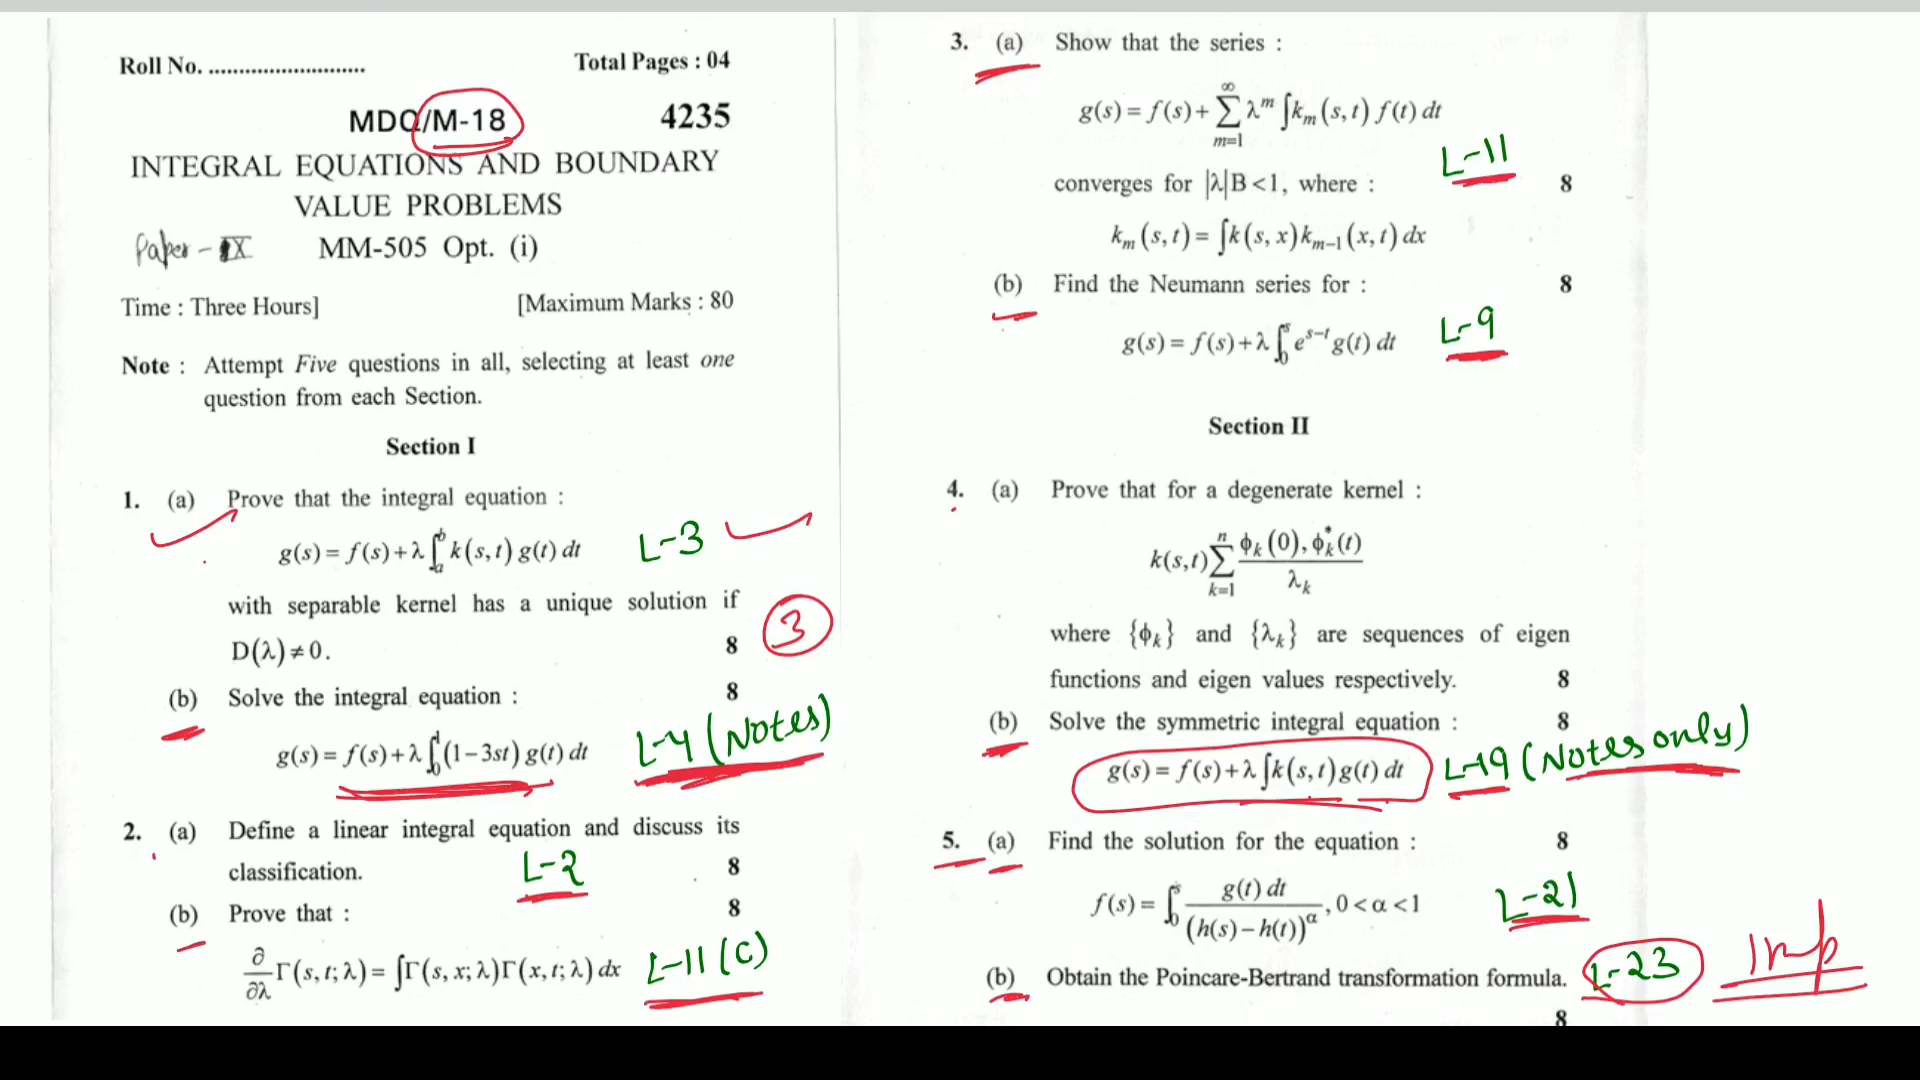 Roll No. ..........................
Total Pages : 04
MDQ/M-18 4235
INTEGRAL EQUATIONS AND BOUNDARY
VALUE PROBLEMS
Paper - IX MM-505 Opt. (i)
Time : Three Hours] [Maximum Marks : 80
Note : Attempt Five questions in all, selecting at least one
question from each Section.
Section I
1. (a) Prove that the integral equation :
g(s) = f(s) + λ ∫_a^b k(s, t) g(t) dt L-3
with separable kernel has a unique solution if
D(λ) ≠ 0. 8 3
(b) Solve the integral equation : 8
g(s) = f(s) + λ ∫_0^1 (1 – 3st) g(t) dt L-4 (Notes)
2. (a) Define a linear integral equation and discuss its
classification. L-2 8
(b) Prove that : 8
∂/∂λ Γ(s, t; λ) = ∫Γ(s, x; λ)Γ(x, t; λ) dx L-11 (C)
3. (a) Show that the series :
g(s) = f(s) + ∑_{m=1}^∞ λ^m ∫k_m(s, t) f(t) dt
L-11
converges for |λ|B < 1, where : 8
k_m(s, t) = ∫k(s, x) k_{m–1}(x, t) dx
(b) Find the Neumann series for : 8
g(s) = f(s) + λ ∫_0^s e^{s–t} g(t) dt L-9
Section II
4. (a) Prove that for a degenerate kernel :
k(s,t) ∑_{k=1}^n ϕ_k(0), ϕ_k^*(t) / λ_k
where {ϕ_k} and {λ_k} are sequences of eigen
functions and eigen values respectively. 8
(b) Solve the symmetric integral equation : 8
g(s) = f(s) + λ ∫k(s, t) g(t) dt L-19 (Notes only)
5. (a) Find the solution for the equation : 8
f(s) = ∫_0^s g(t) dt / (h(s) – h(t))^α , 0 < α < 1 L-21
(b) Obtain the Poincare-Bertrand transformation formula. L-23 Imp
8